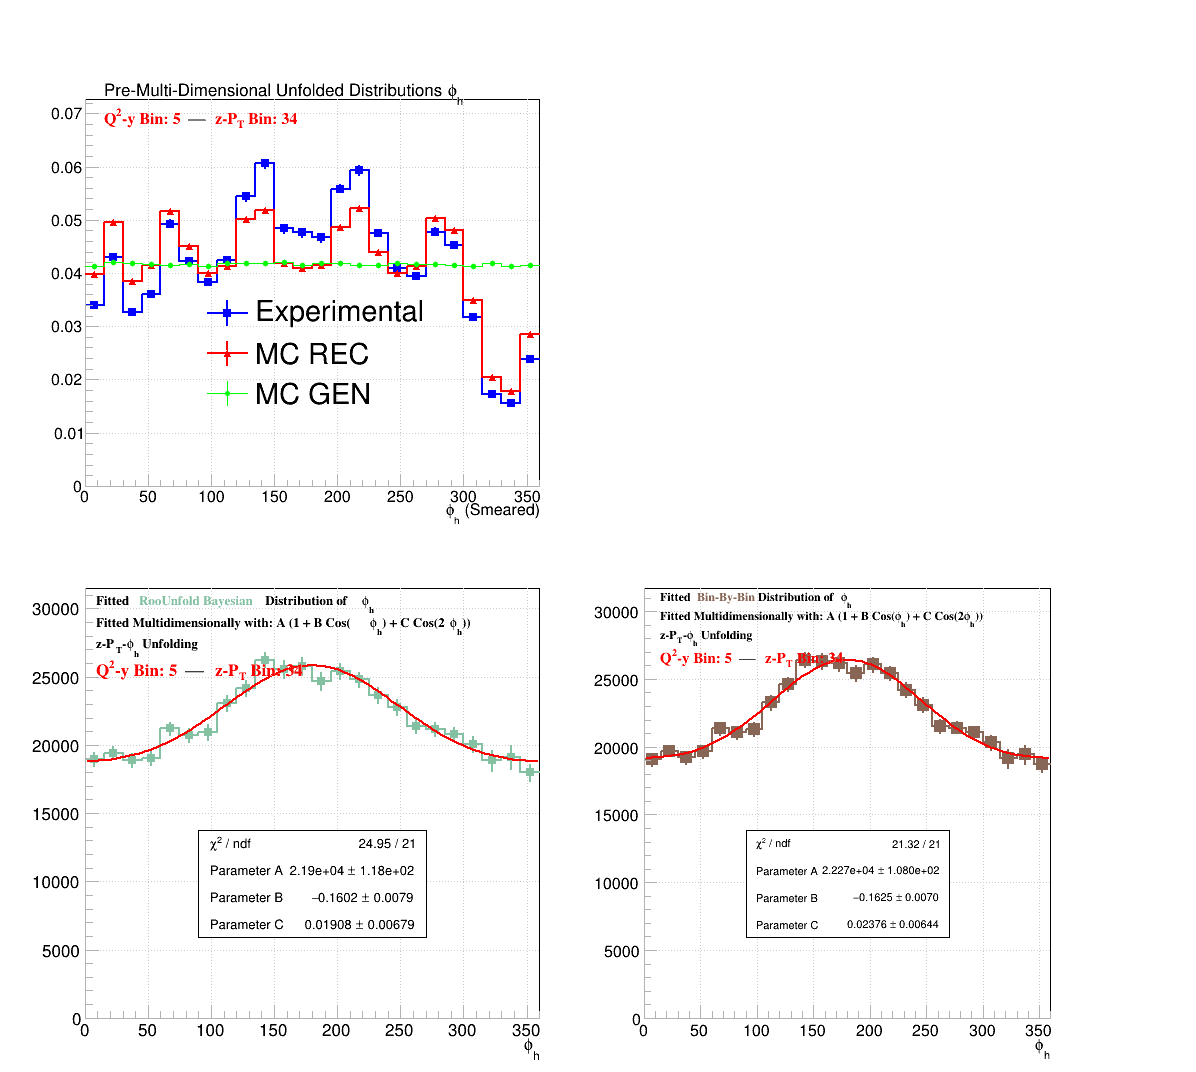 Pre-Multi-Dimensional Unfolded Distributions ϕh
Q2-y Bin: 5 — z-PT Bin: 34
0.07
0.06
0.05
0.04
0.03
0.02
0.01
0
Experimental
MC REC
MC GEN
0 50 100 150 200 250 300 350
ϕh (Smeared)
Fitted RooUnfold Bayesian Distribution of ϕh
Fitted Multidimensionally with: A (1 + B Cos( ϕh) + C Cos(2 ϕh))
z-PT-ϕh Unfolding
Q2-y Bin: 5 — z-PT Bin: 34
30000
25000
20000
15000
10000
5000
0
χ2 / ndf 24.95 / 21
Parameter A 2.19e+04 ± 1.18e+02
Parameter B −0.1602 ± 0.0079
Parameter C 0.01908 ± 0.00679
0 50 100 150 200 250 300 350
ϕh
Fitted Bin-By-Bin Distribution of ϕh
Fitted Multidimensionally with: A (1 + B Cos(ϕh) + C Cos(2ϕh))
z-PT-ϕh Unfolding
Q2-y Bin: 5 — z-PT Bin: 34
30000
25000
20000
15000
10000
5000
0
χ2 / ndf 21.32 / 21
Parameter A 2.227e+04 ± 1.080e+02
Parameter B −0.1625 ± 0.0070
Parameter C 0.02376 ± 0.00644
0 50 100 150 200 250 300 350
ϕh